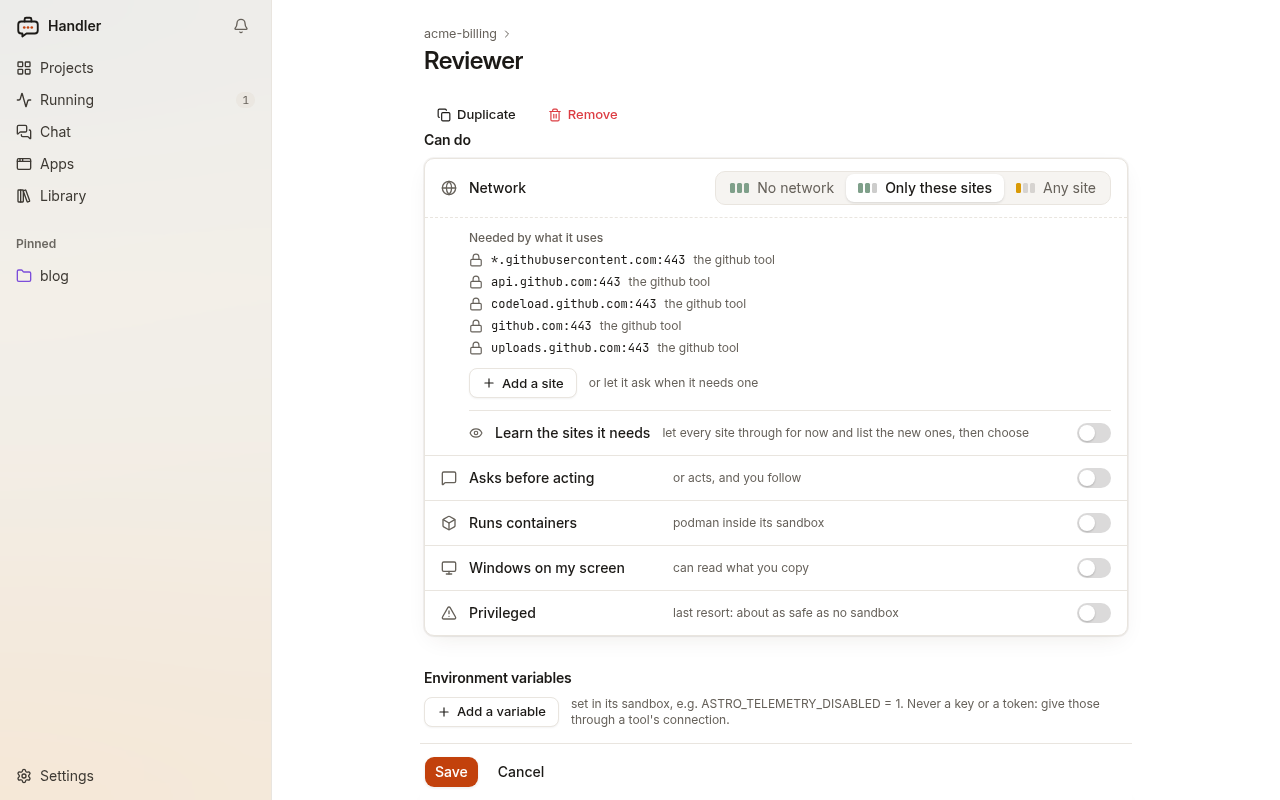 Handler
Projects
Running 1
Chat
Apps
Library
Pinned
blog
Settings
acme-billing
Reviewer
Duplicate Remove
Can do
Network No network Only these sites Any site
Needed by what it uses
*.githubusercontent.com:443 the github tool
api.github.com:443 the github tool
codeload.github.com:443 the github tool
github.com:443 the github tool
uploads.github.com:443 the github tool
Add a site or let it ask when it needs one
Learn the sites it needs let every site through for now and list the new ones, then choose
Asks before acting or acts, and you follow
Runs containers podman inside its sandbox
Windows on my screen can read what you copy
Privileged last resort: about as safe as no sandbox
Environment variables
Add a variable set in its sandbox, e.g. ASTRO_TELEMETRY_DISABLED = 1. Never a key or a token: give those
through a tool's connection.
Save Cancel